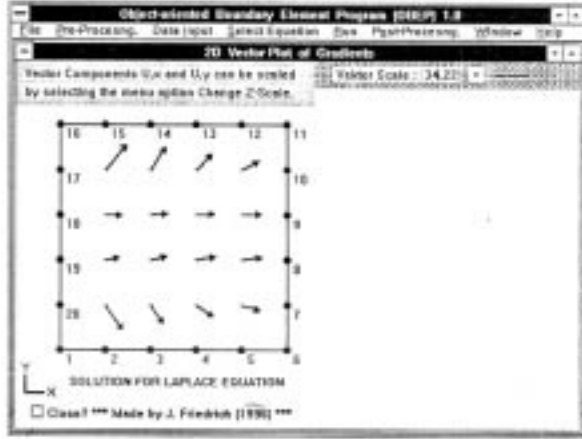 Object-oriented Boundary Element Program (OBEP) 1.0
File Pre-Processing. Data Input Select Equation Run Post-Processing. Window Help
2D Vector Plot of Gradients
Vector Components U,x and U,y can be scaled
by selecting the menu option Change Z-Scale.
Vektor Scale : 34,22
16 15 14 13 12 11
17 10
18 9
19 8
20 7
1 2 3 4 5 6
Y
X
SOLUTION FOR LAPLACE EQUATION
Close? *** Made by J. Friedrich (1996) ***